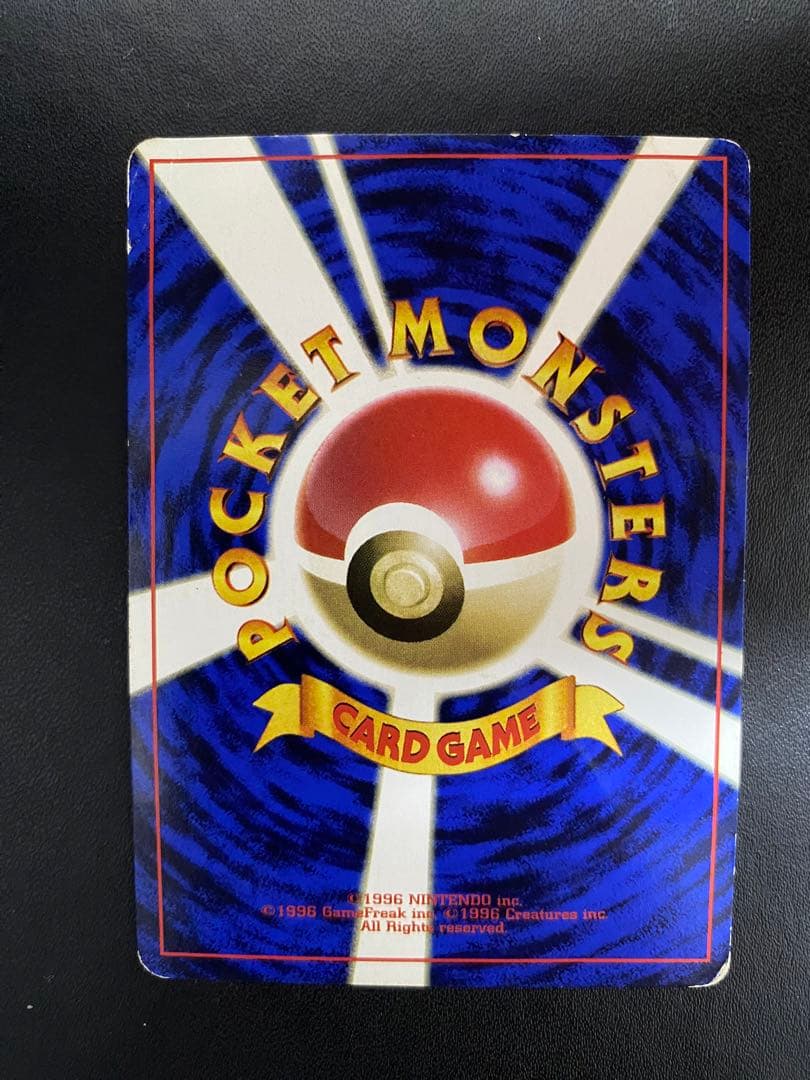 POCKET MONSTERS
CARD GAME
©1996 NINTENDO inc.
©1996 GameFreak inc. ©1996 Creatures inc.
All Rights reserved.